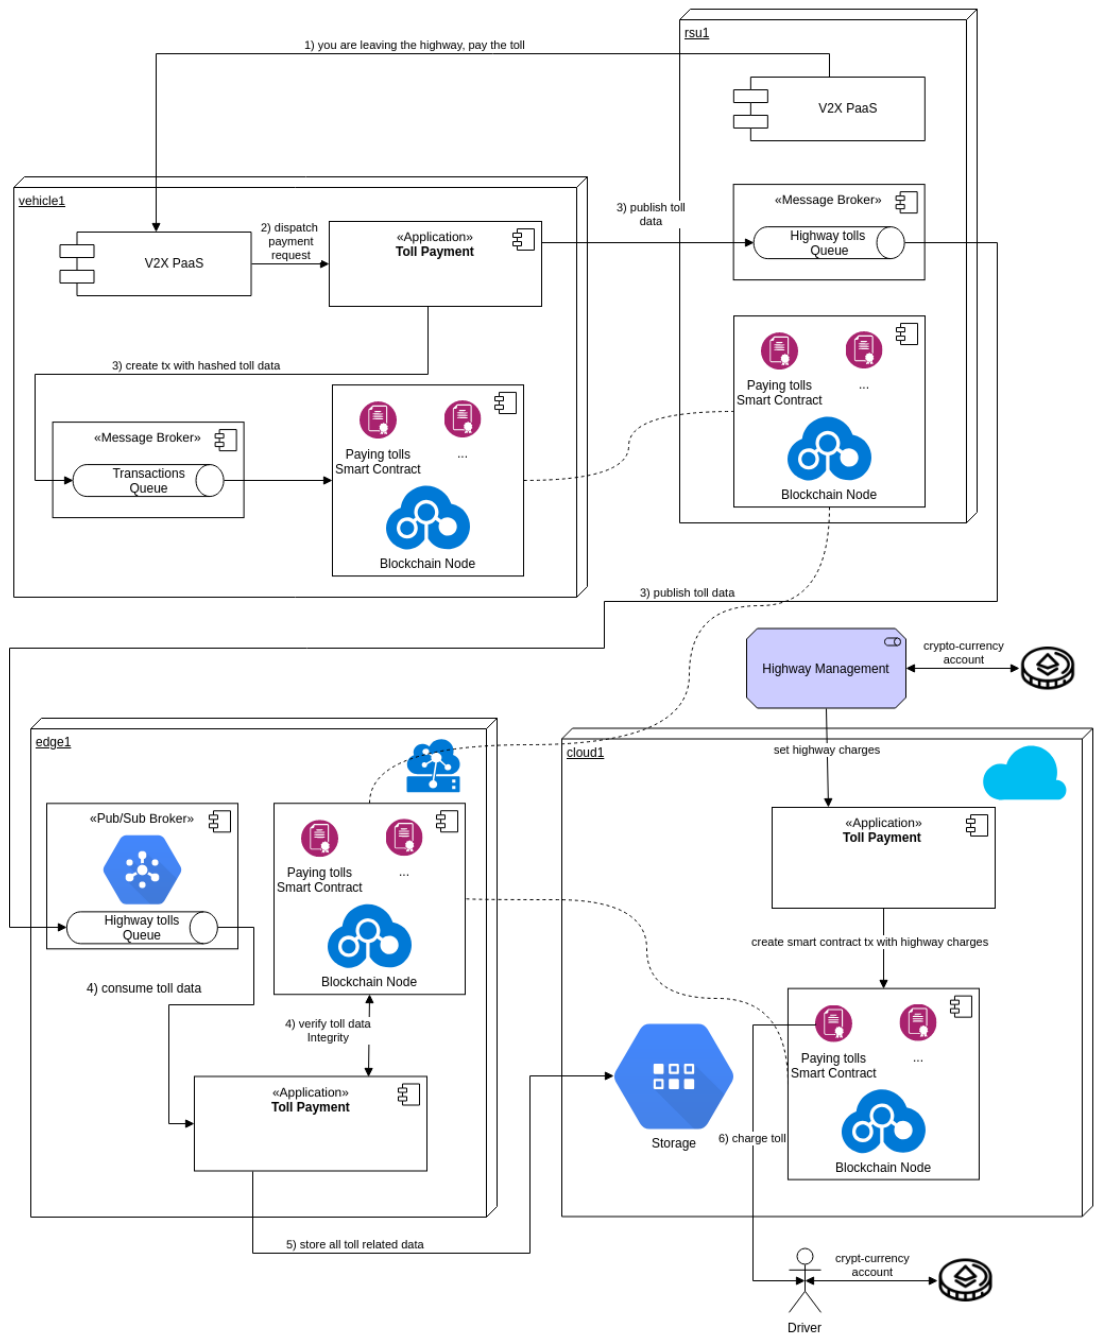 1) you are leaving the highway, pay the toll
rsu1
V2X PaaS
vehicle1
V2X PaaS
2) dispatch
payment
request
«Application»
Toll Payment
3) publish toll
data
«Message Broker»
Highway tolls
Queue
3) create tx with hashed toll data
«Message Broker»
Transactions
Queue
Paying tolls
Smart Contract
...
Blockchain Node
Paying tolls
Smart Contract
...
Blockchain Node
3) publish toll data
Highway Management
crypto-currency
account
edge1
«Pub/Sub Broker»
Highway tolls
Queue
Paying tolls
Smart Contract
...
Blockchain Node
4) consume toll data
4) verify toll data
Integrity
«Application»
Toll Payment
5) store all toll related data
cloud1
set highway charges
«Application»
Toll Payment
create smart contract tx with highway charges
Paying tolls
Smart Contract
...
Blockchain Node
Storage
6) charge toll
crypt-currency
account
Driver